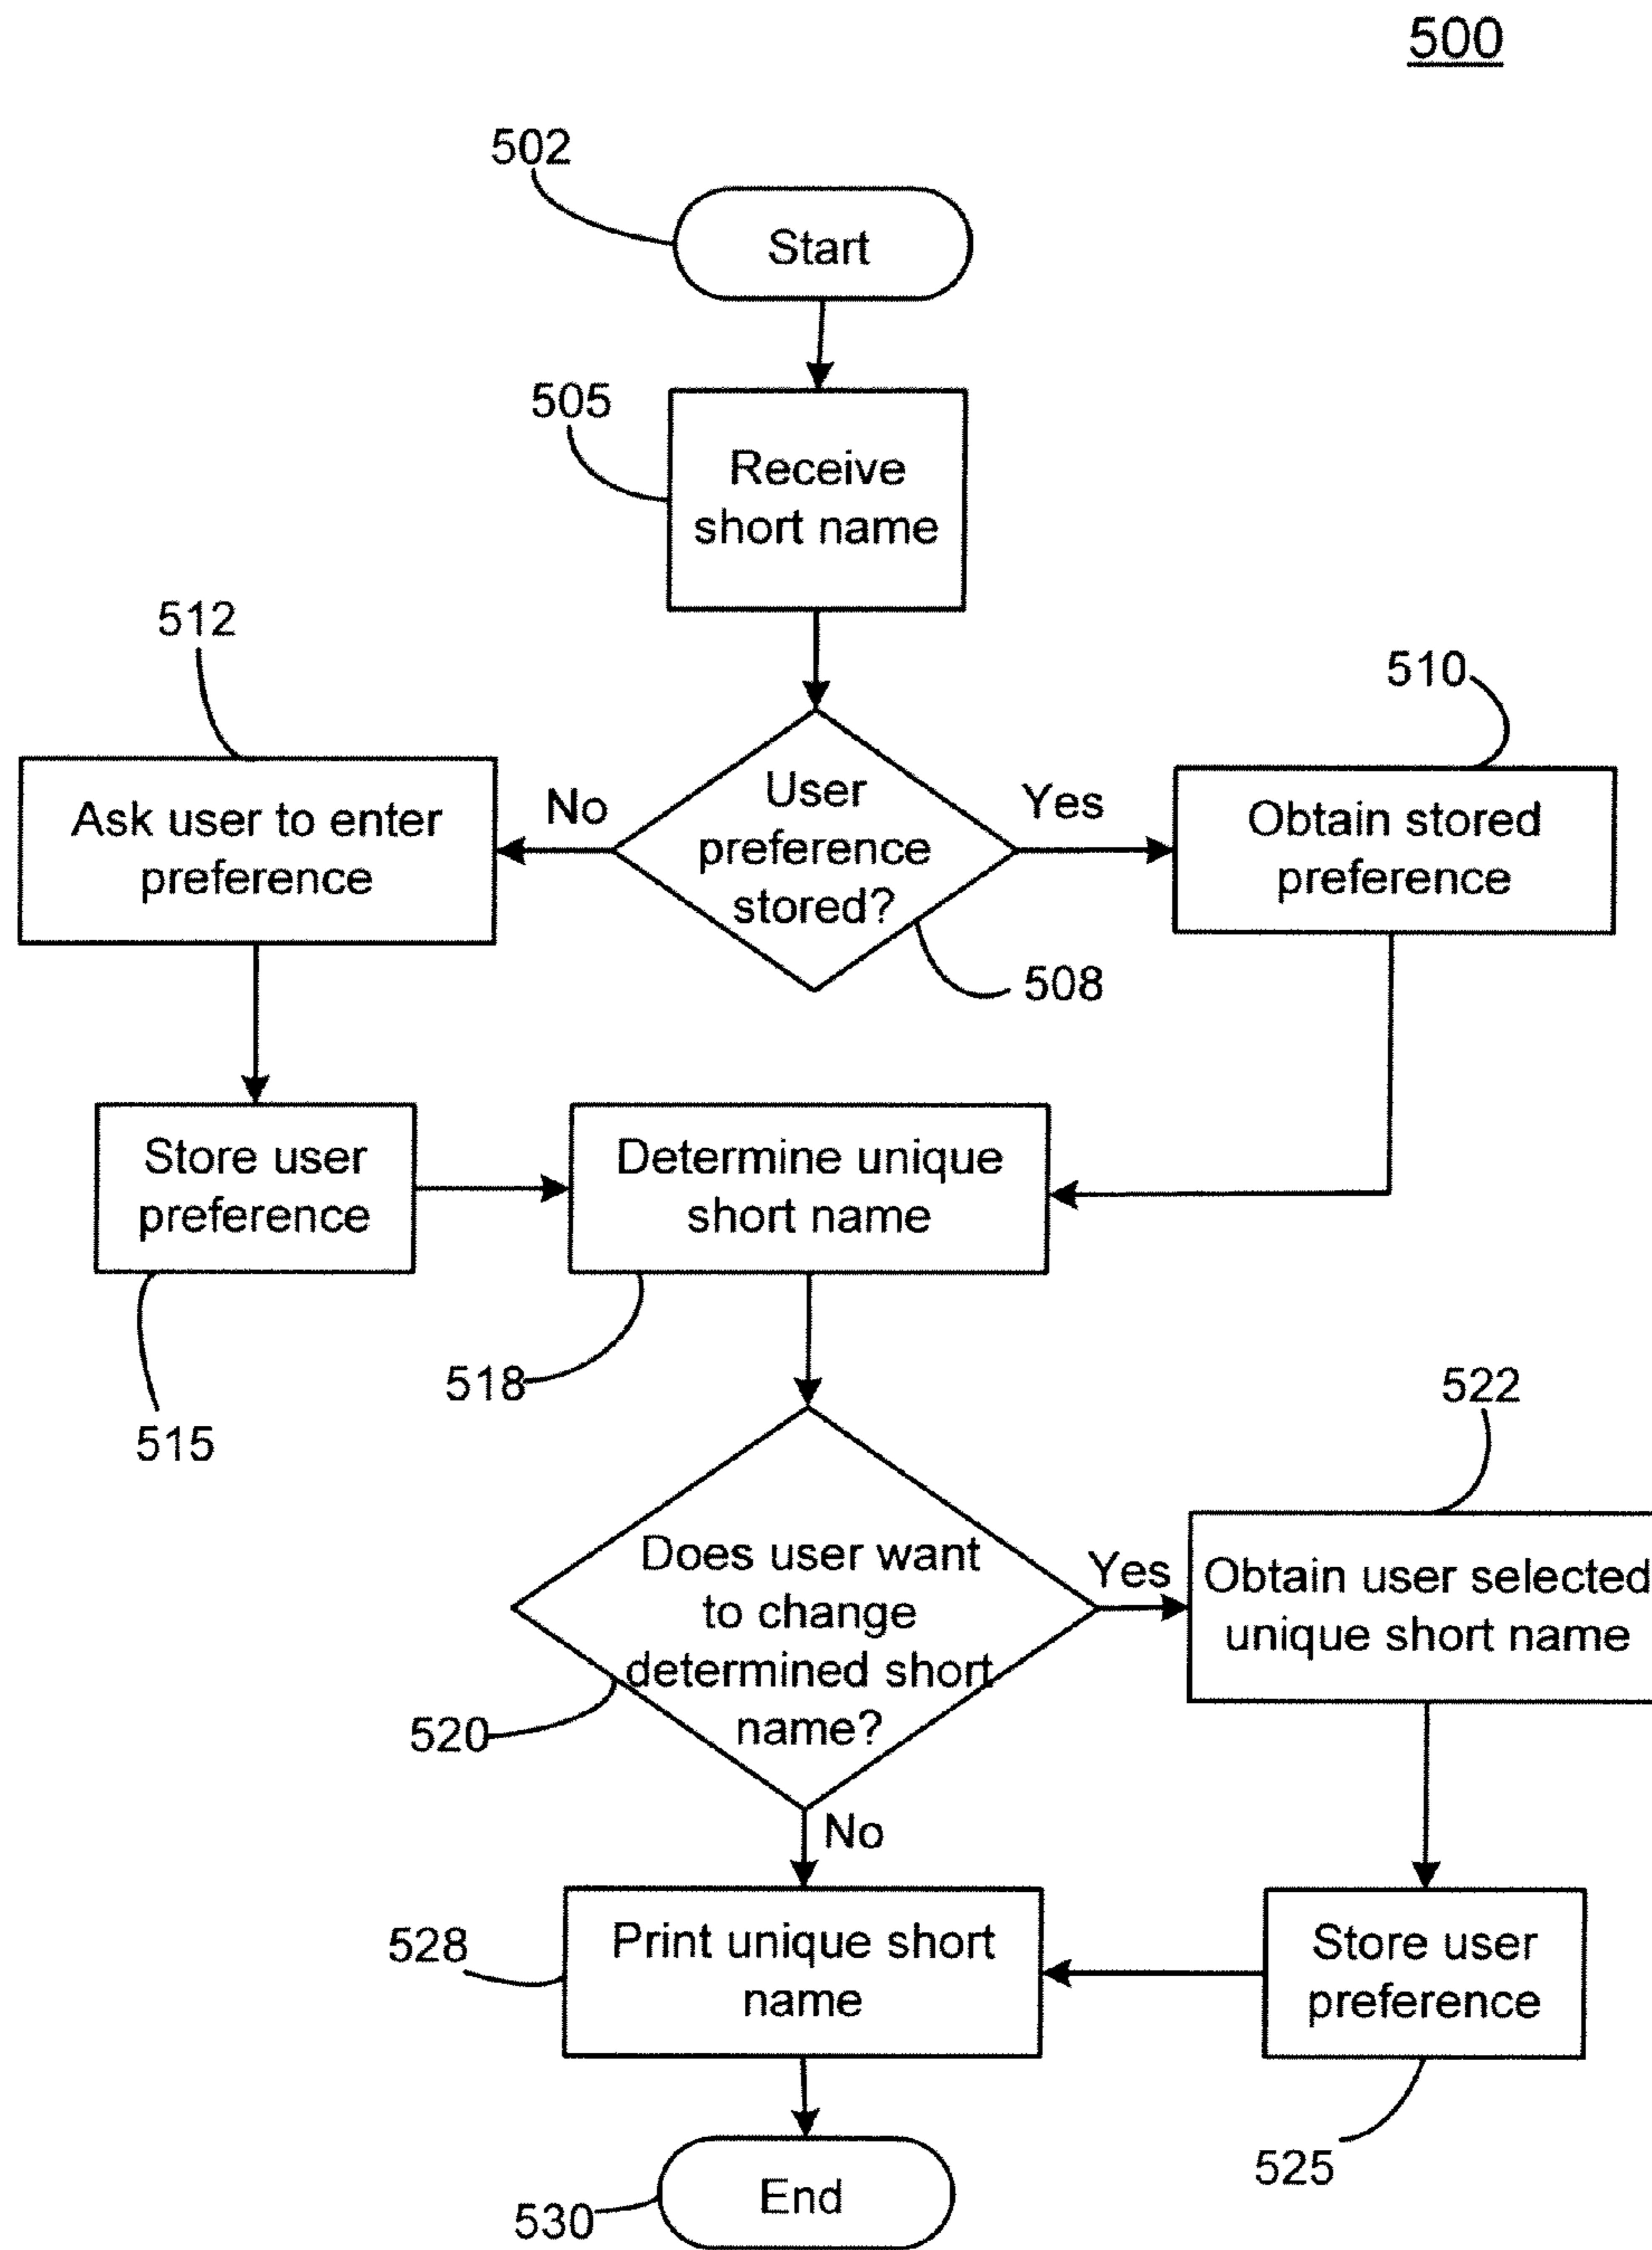 500
502
Start
505
Receive
short name
512
510
Ask user to enter
preference
No
User
preference
stored?
Yes
Obtain stored
preference
508
Store user
preference
Determine unique
short name
515
518
522
Does user want
to change
determined short
name?
Yes
Obtain user selected
unique short name
520
No
528
Print unique short
name
Store user
preference
525
530
End